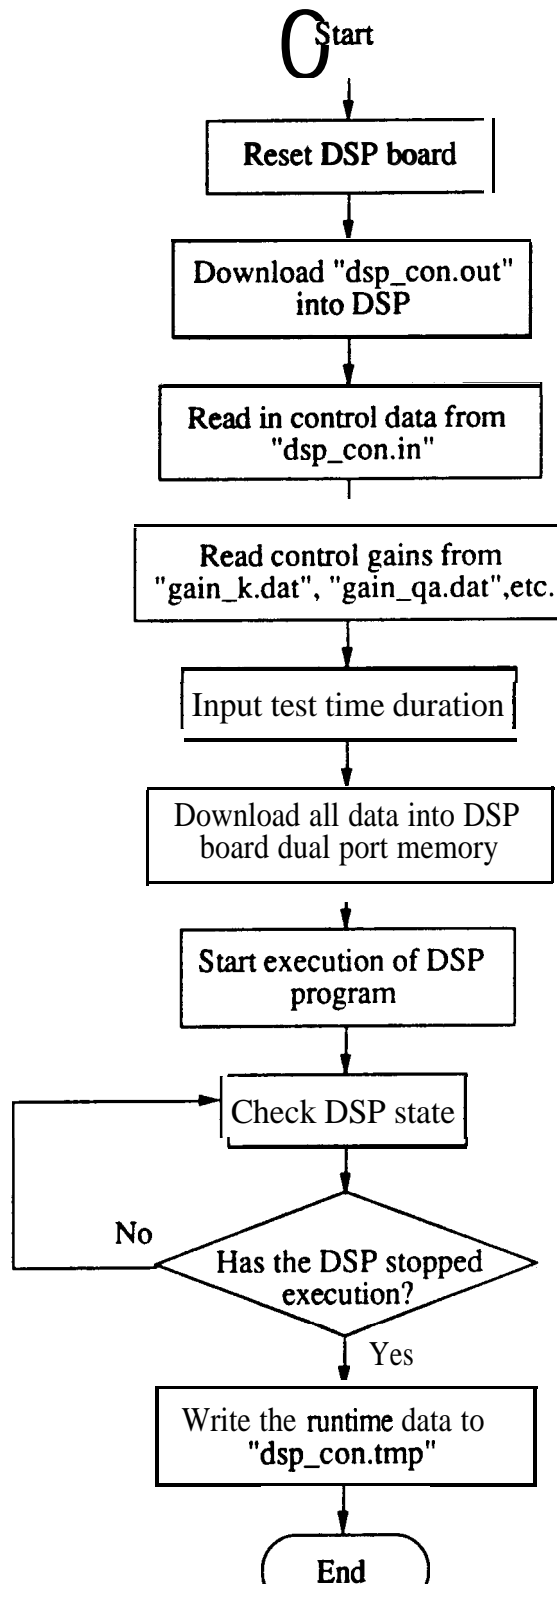 Start
Reset DSP board
Download "dsp_con.out"
into DSP
Read in control data from
"dsp_con.in"
Read control gains from
"gain_k.dat", "gain_qa.dat",etc.
Input test time duration
Download all data into DSP
board dual port memory
Start execution of DSP
program
Check DSP state
No
Has the DSP stopped
execution?
Yes
Write the runtime data to
"dsp_con.tmp"
End